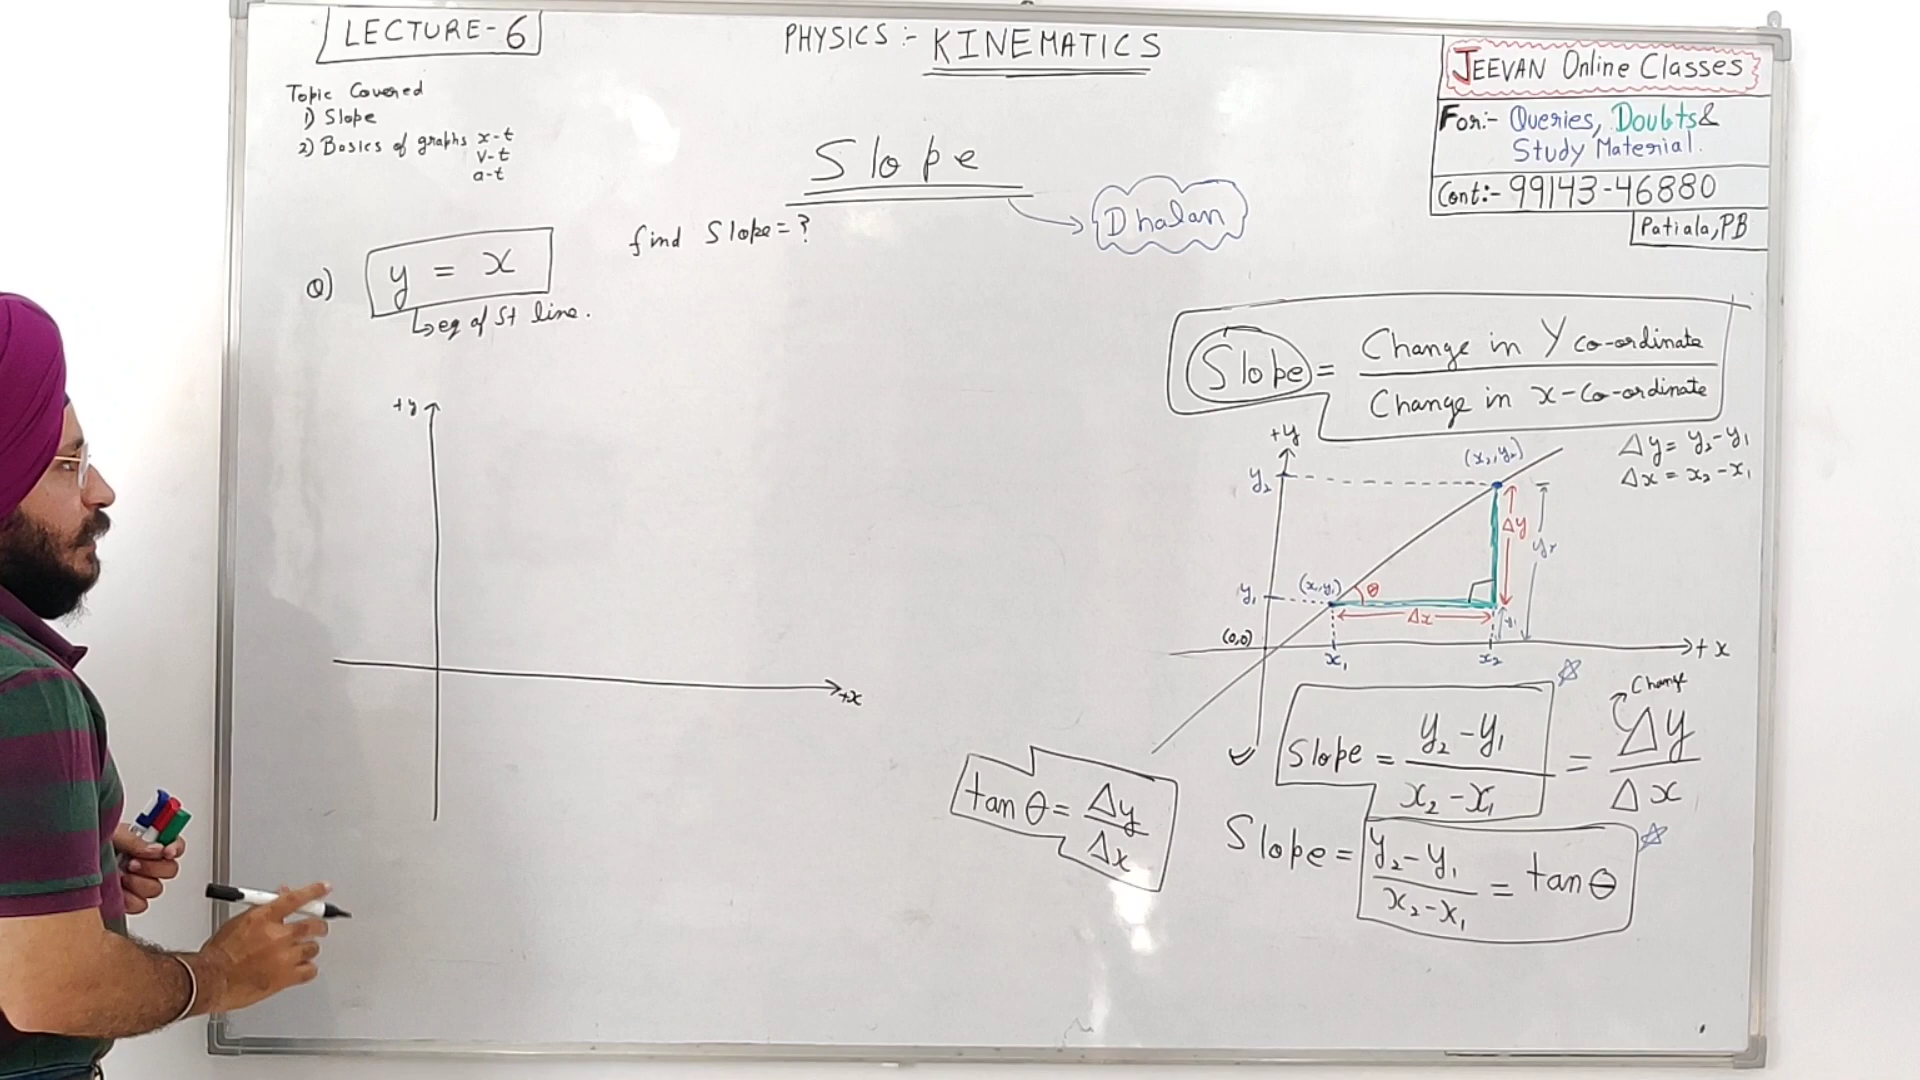 LECTURE-6
PHYSICS:- KINEMATICS
JEEVAN Online Classes
For:- Queries, Doubts &
Study Material.
Cont:- 99143-46880
Patiala, PB
Topic Covered
1) Slope
2) Basics of graphs x-t
v-t
a-t
Slope
Dhalan
find Slope=?
Q) y = x
eq of St line.
Slope = Change in Y co-ordinate
Change in x-Co-ordinate
+y
+x
+y
Δy= y₂-y₁
Δx = x₂-x₁
(x₂,y₂)
y₂
Δy
y₂
(x₁,y₁)
θ
y₁
Δx
y₁
(0,0)
x₁
x₂
+x
Slope = y₂-y₁
x₂-x₁
= Δy
Δx
Change
tan θ = Δy
Δx
Slope = y₂-y₁
x₂-x₁
= tan θ